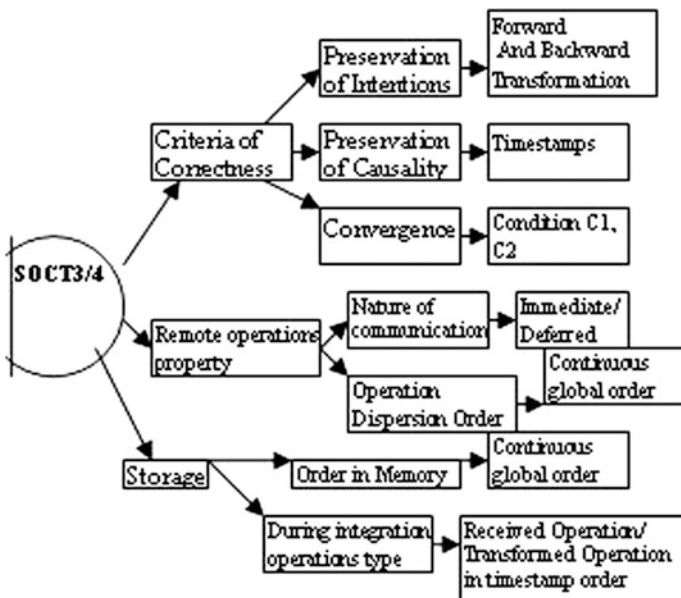 Forward
And Backward
Transformation
Preservation
of Intentions
Criteria of
Correctness
Preservation
of Causality
Timestamps
Convergence
Condition C1,
C2
SOCT3/4
Remote operations
property
Nature of
communication
Immediate/
Deferred
Operation
Dispersion Order
Continuous
global order
Storage
Order in Memory
Continuous
global order
During integration
operations type
Received Operation/
Transformed Operation
in timestamp order